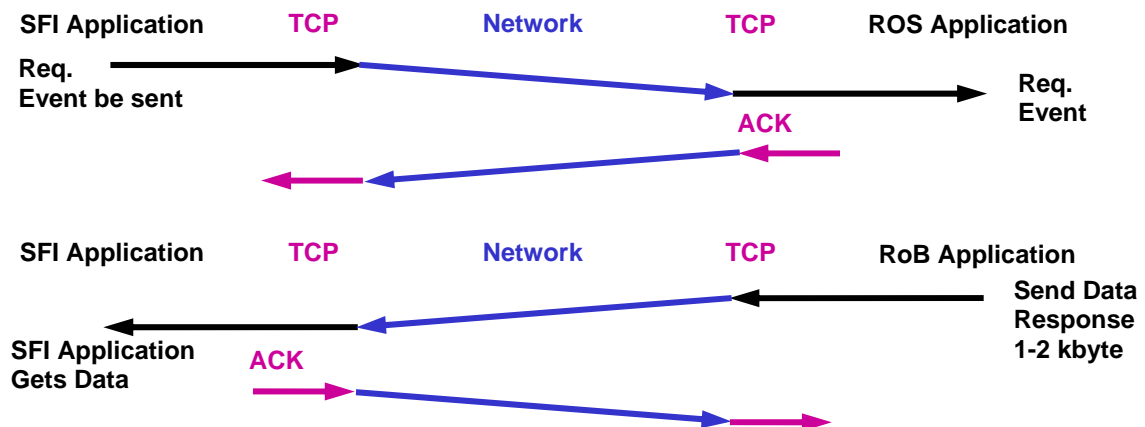 SFI Application TCP Network TCP ROS Application
Req.
Event be sent
Req.
Event
ACK
SFI Application TCP Network TCP RoB Application
Send Data
Response
1-2 kbyte
SFI Application
Gets Data
ACK